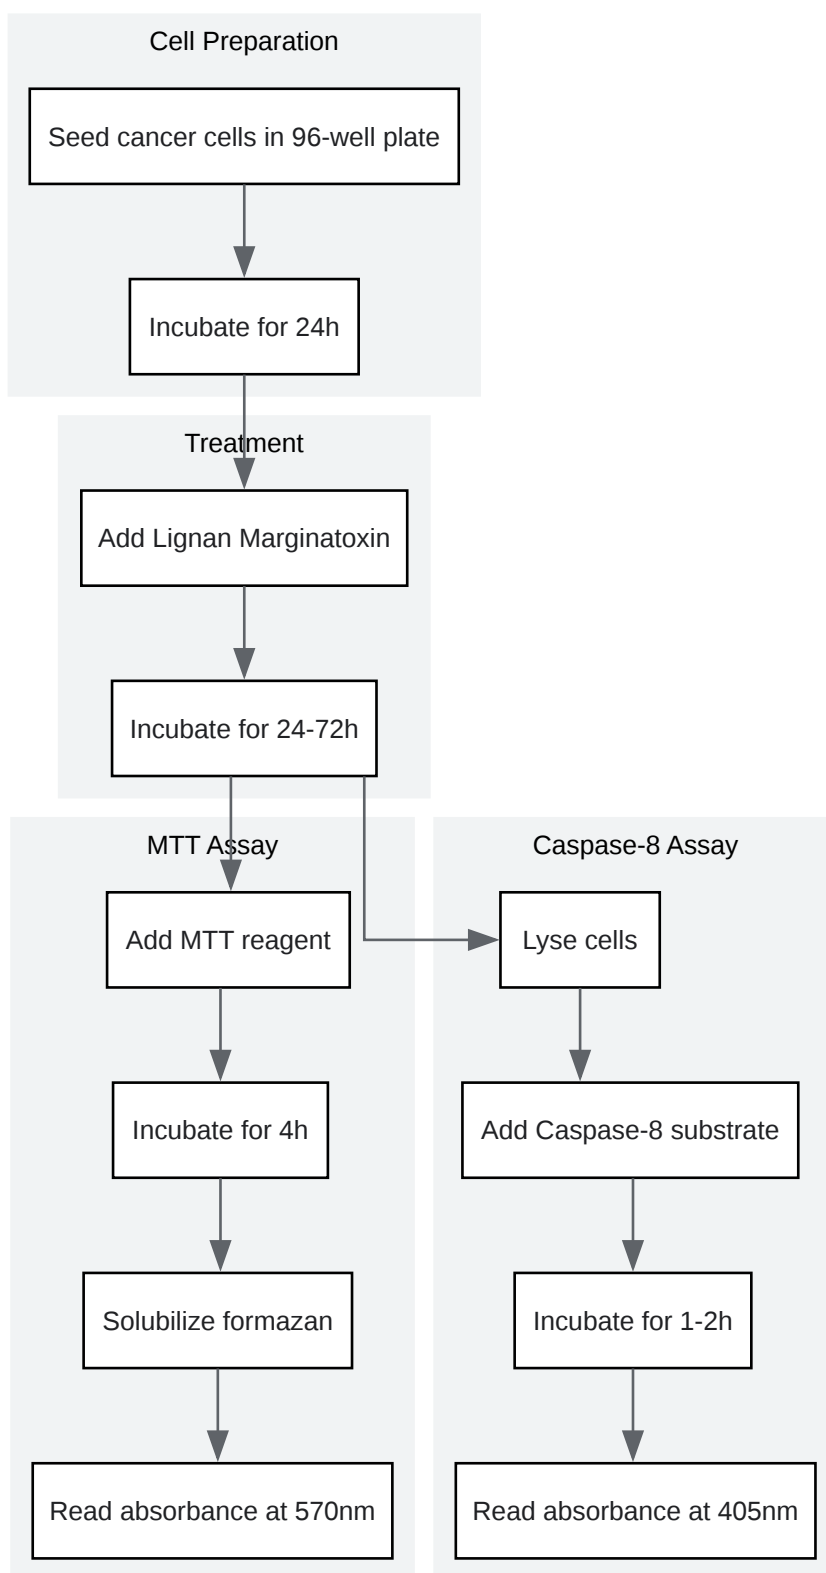 Cell Preparation
Seed cancer cells in 96-well plate
Incubate for 24h
Treatment
Add Lignan Marginatoxin
Incubate for 24-72h
MTT Assay
Add MTT reagent
Incubate for 4h
Solubilize formazan
Read absorbance at 570nm
Caspase-8 Assay
Lyse cells
Add Caspase-8 substrate
Incubate for 1-2h
Read absorbance at 405nm